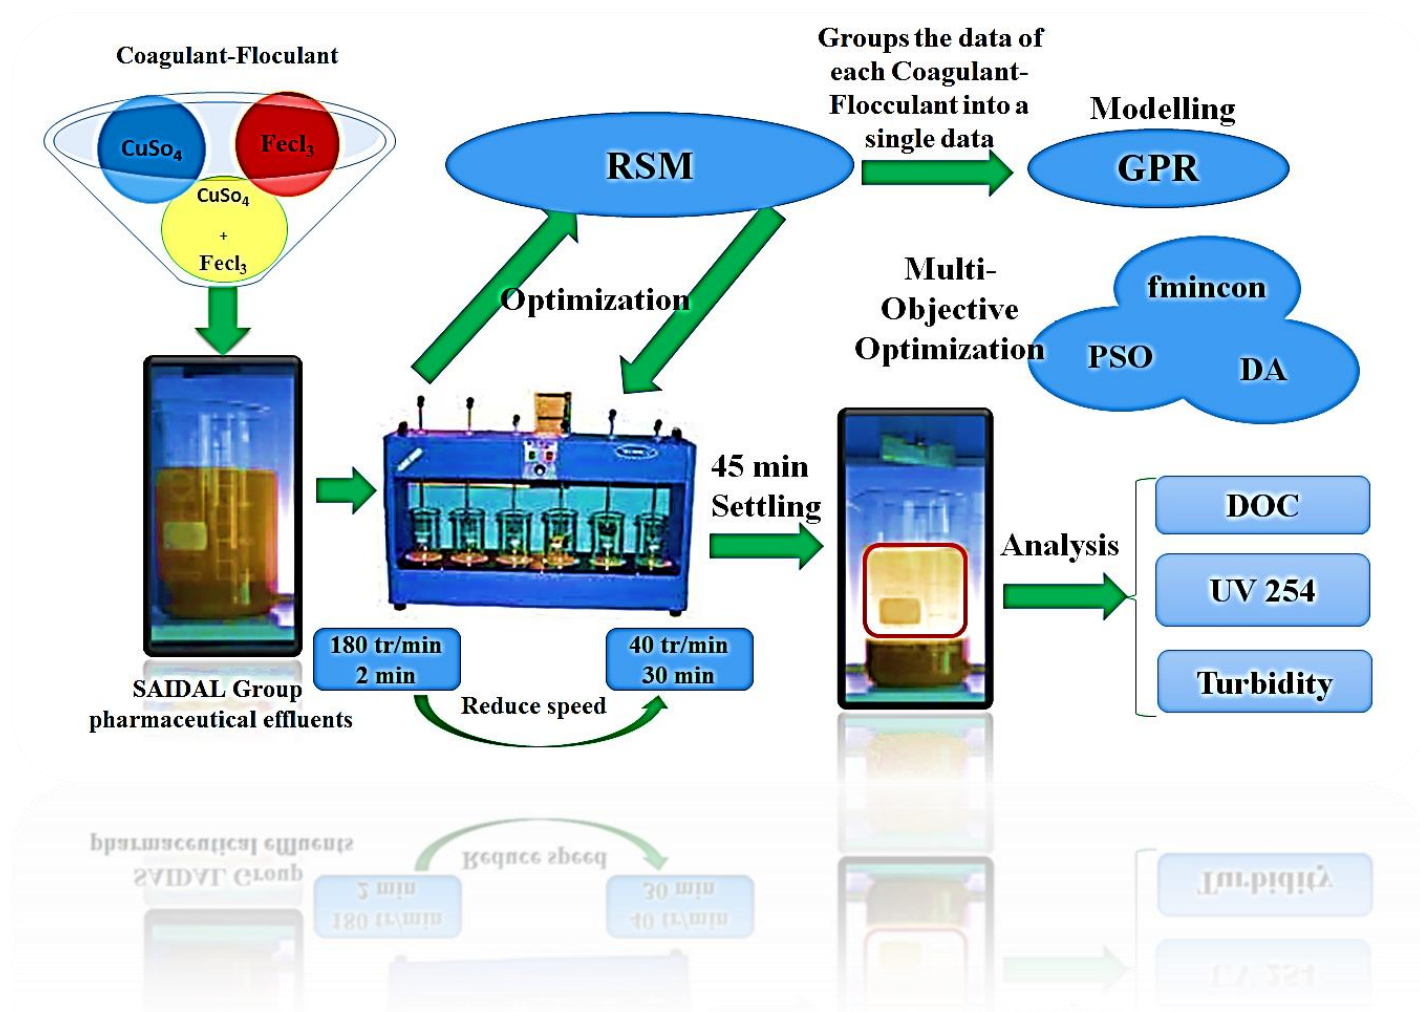 Coagulant-Floculant
CuSo₄
Fecl₃
CuSo₄
+
Fecl₃
SAIDAL Group
pharmaceutical effluents
RSM
Optimization
180 tr/min
2 min
Reduce speed
40 tr/min
30 min
45 min
Settling
Groups the data of
each Coagulant-
Flocculant into a
single data
Modelling
GPR
Multi-
Objective
Optimization
fmincon
PSO
DA
Analysis
DOC
UV 254
Turbidity